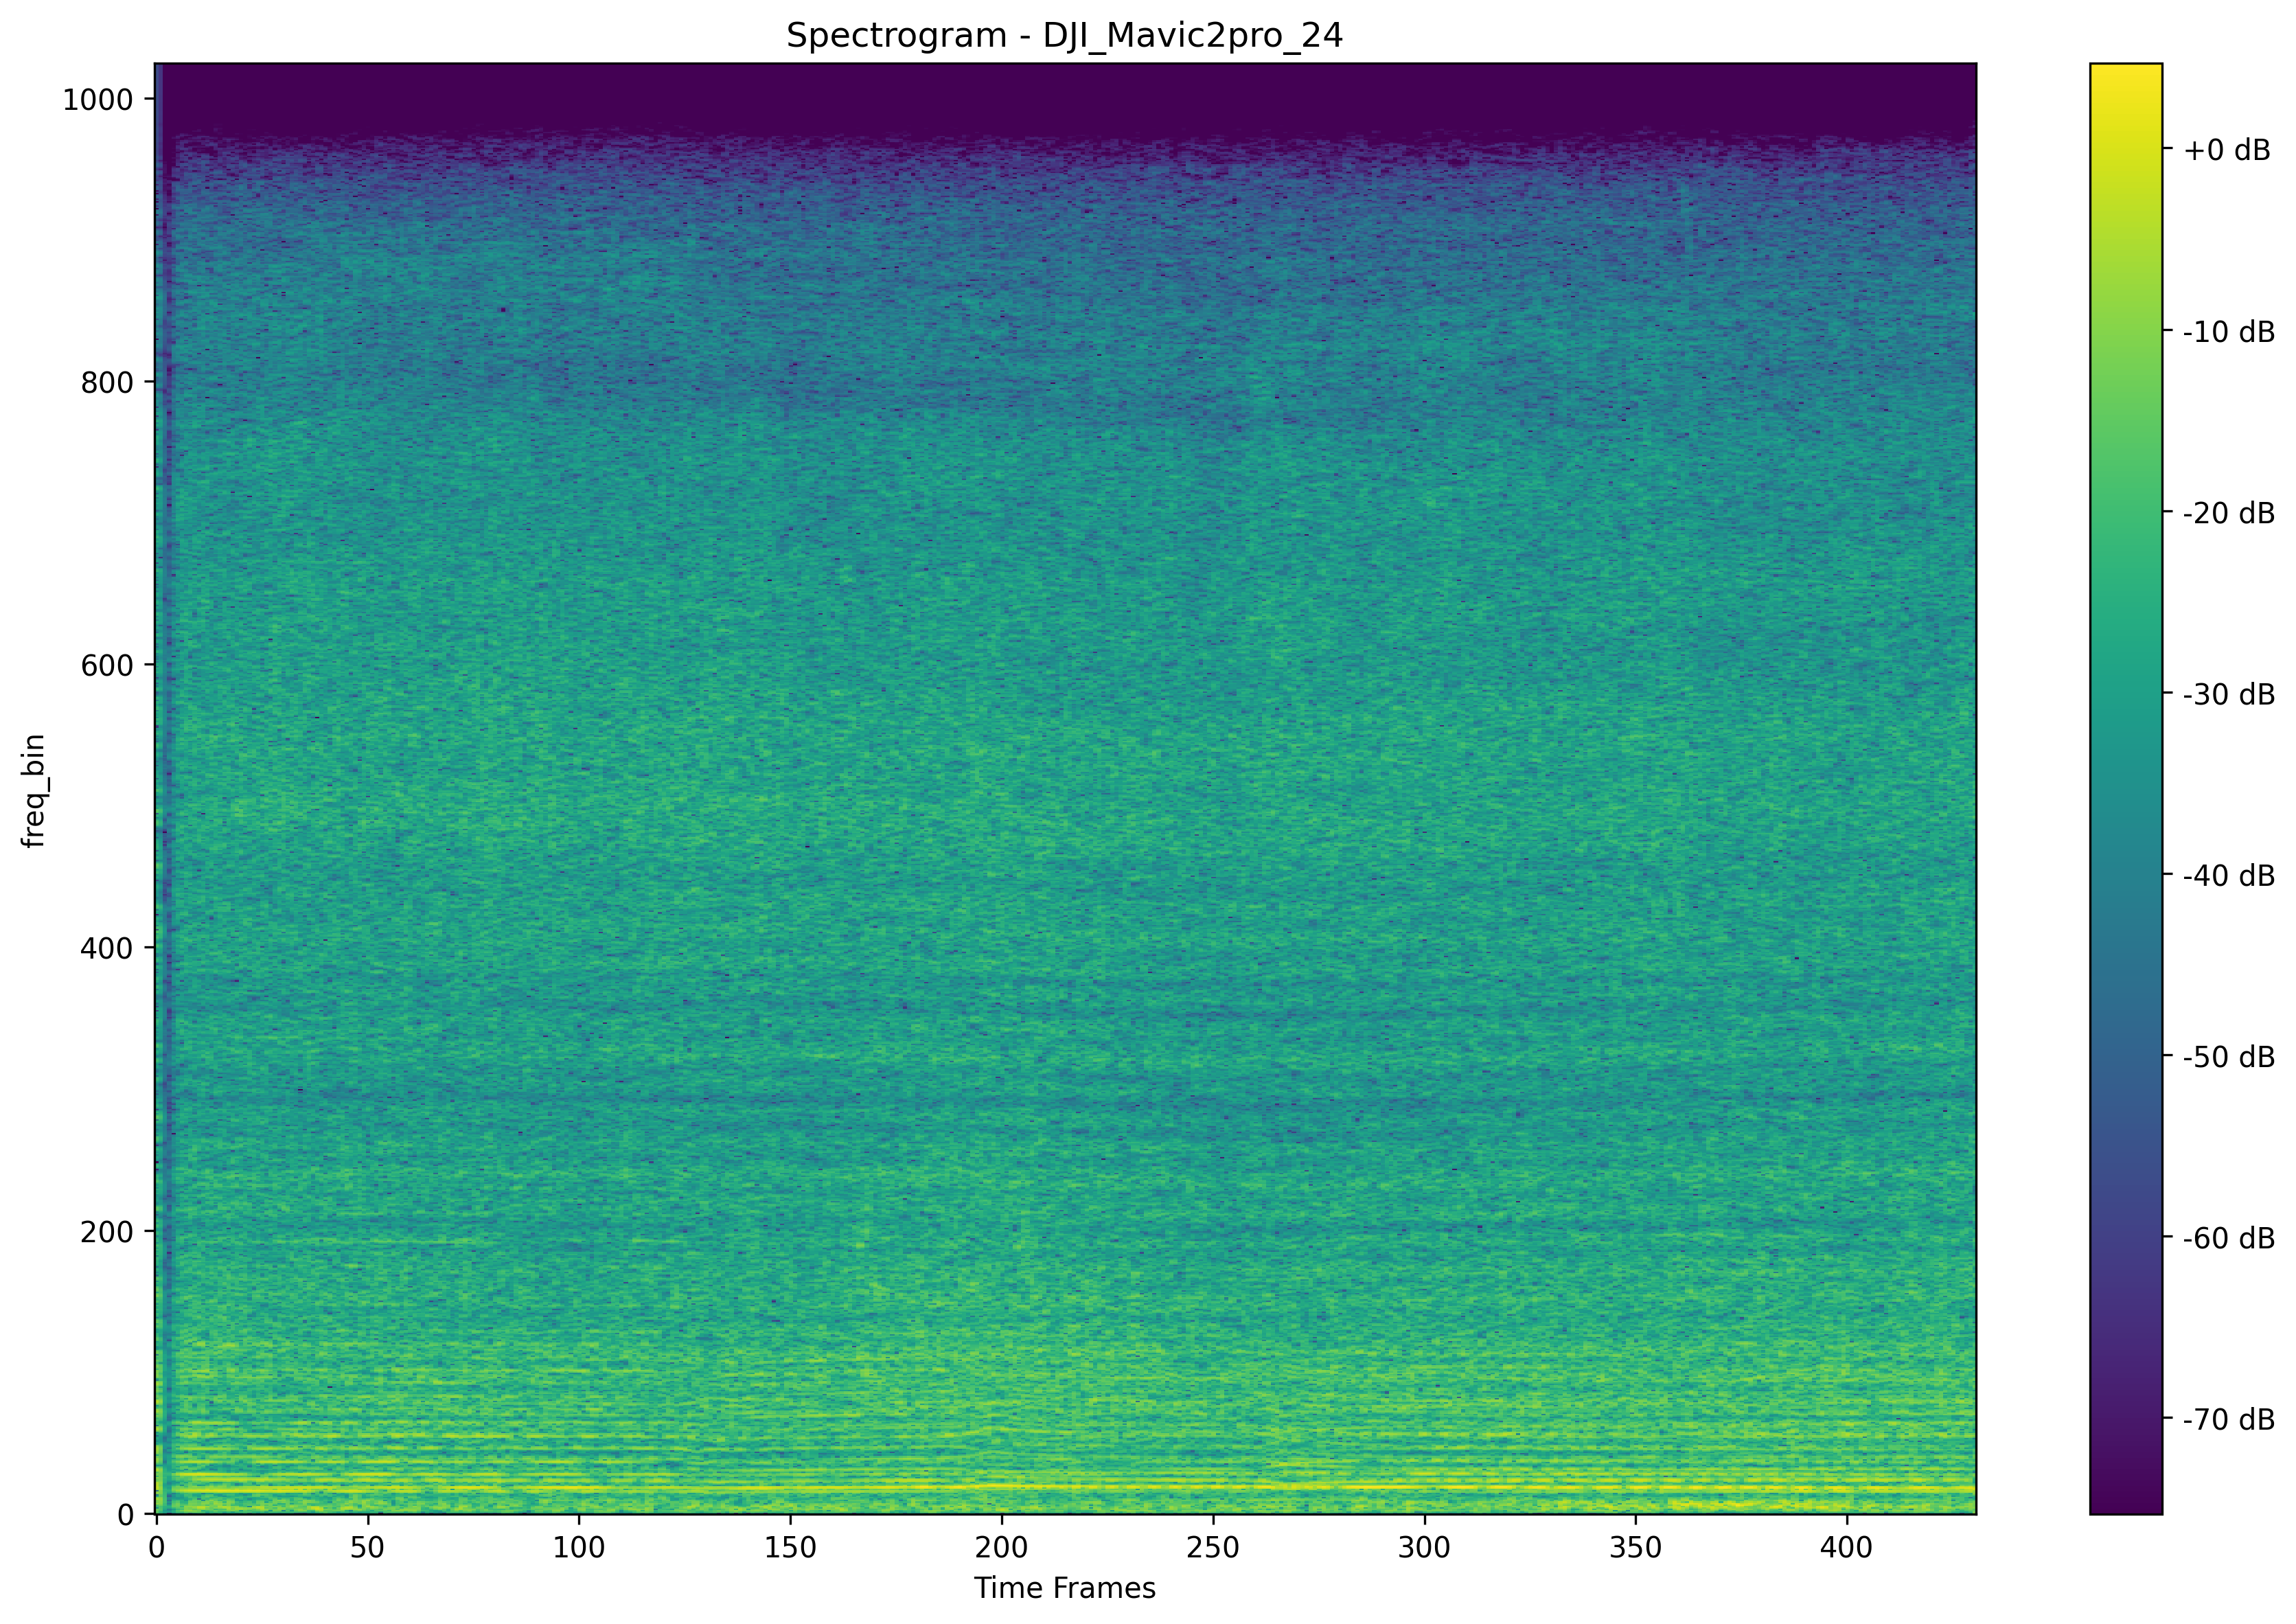 Spectrogram - DJI_Mavic2pro_24
1000
800
600
400
200
0
freq_bin
0 50 100 150 200 250 300 350 400
Time Frames
+0 dB
-10 dB
-20 dB
-30 dB
-40 dB
-50 dB
-60 dB
-70 dB